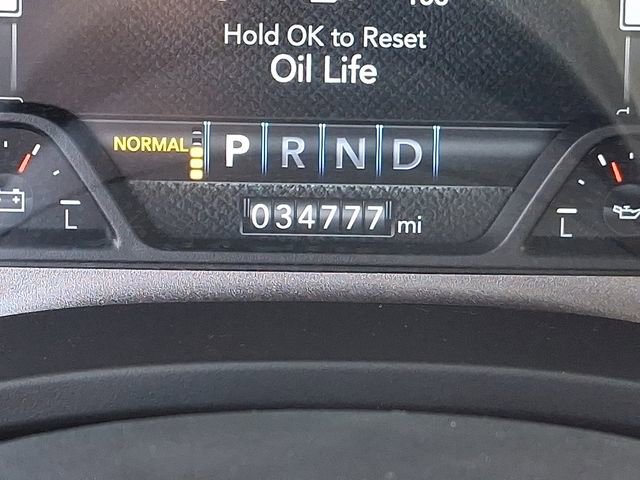 Hold OK to Reset
Oil Life
NORMAL P R N D
034777 mi
L L